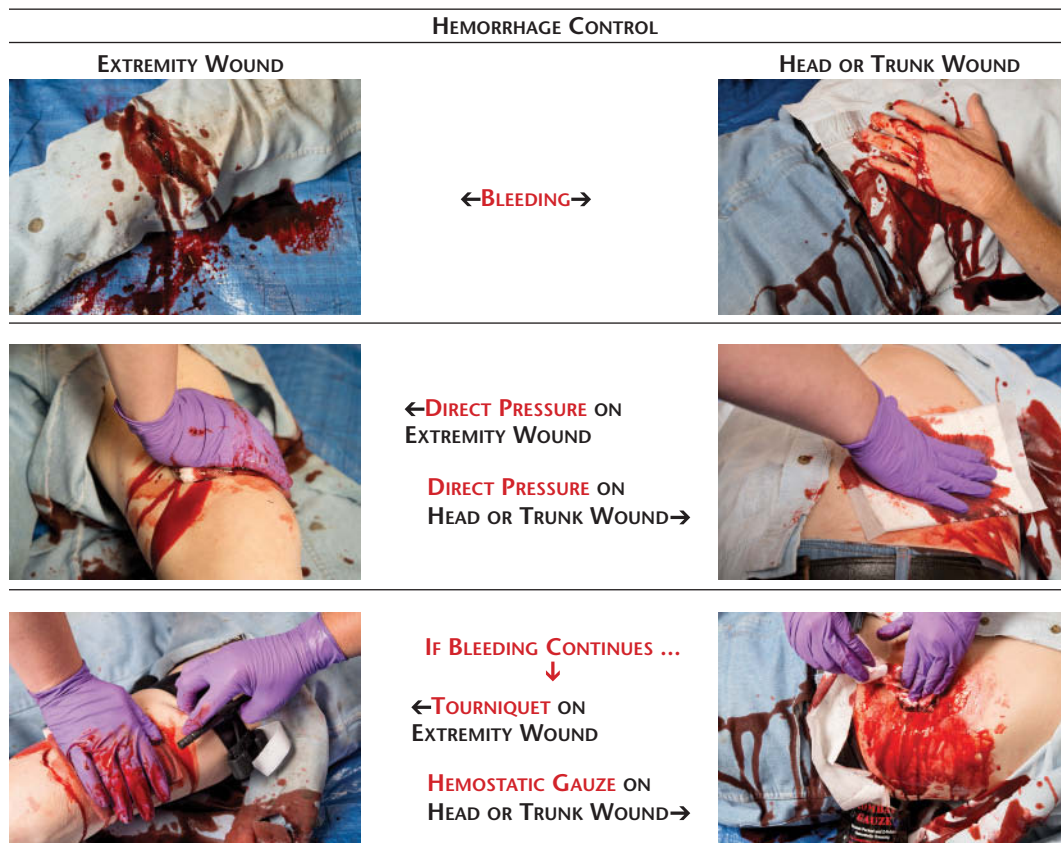 Hemorrhage Control
Extremity Wound
Head or Trunk Wound
←Bleeding→
←Direct Pressure on
Extremity Wound
Direct Pressure on
Head or Trunk Wound→
If Bleeding Continues ...
↓
←Tourniquet on
Extremity Wound
Hemostatic Gauze on
Head or Trunk Wound→
GAUZE